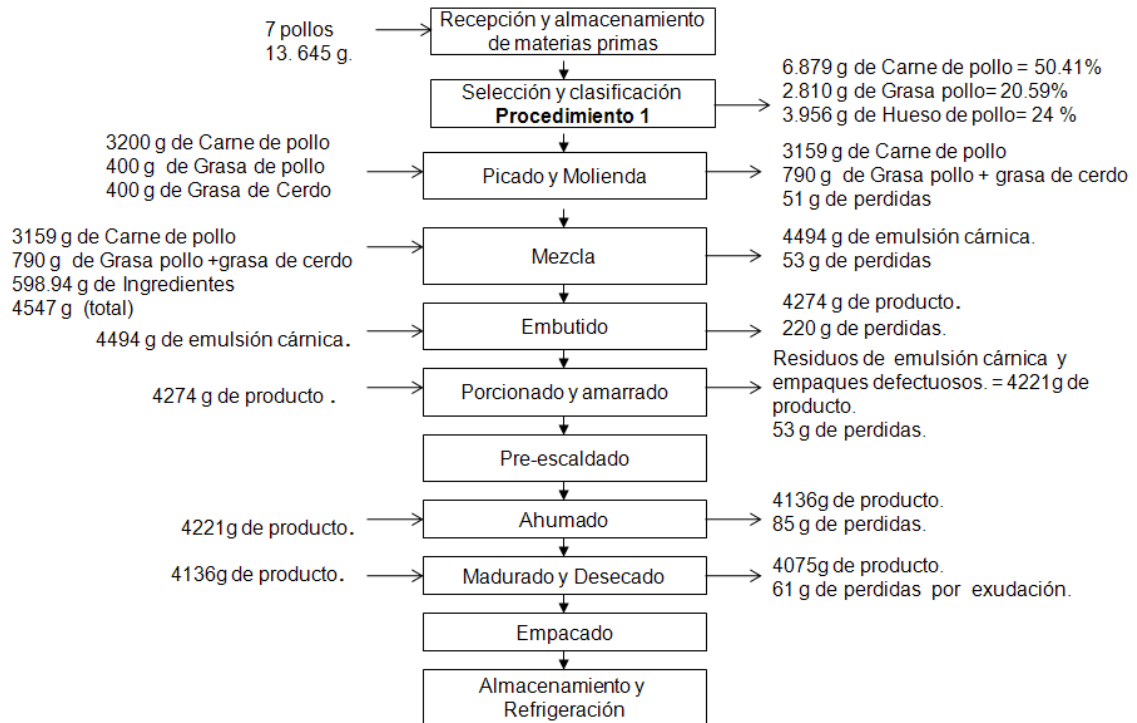 7 pollos
13. 645 g.
Recepción y almacenamiento
de materias primas
Selección y clasificación
Procedimiento 1
6.879 g de Carne de pollo = 50.41%
2.810 g de Grasa pollo= 20.59%
3.956 g de Hueso de pollo= 24 %
3200 g de Carne de pollo
400 g de Grasa de pollo
400 g de Grasa de Cerdo
Picado y Molienda
3159 g de Carne de pollo
790 g de Grasa pollo + grasa de cerdo
51 g de perdidas
3159 g de Carne de pollo
790 g de Grasa pollo +grasa de cerdo
598.94 g de Ingredientes
4547 g (total)
Mezcla
4494 g de emulsión cárnica.
53 g de perdidas
4494 g de emulsión cárnica.
Embutido
4274 g de producto.
220 g de perdidas.
4274 g de producto .
Porcionado y amarrado
Residuos de emulsión cárnica y
empaques defectuosos. = 4221g de
producto.
53 g de perdidas.
Pre-escaldado
4221g de producto.
Ahumado
4136g de producto.
85 g de perdidas.
4136g de producto.
Madurado y Desecado
4075g de producto.
61 g de perdidas por exudación.
Empacado
Almacenamiento y
Refrigeración